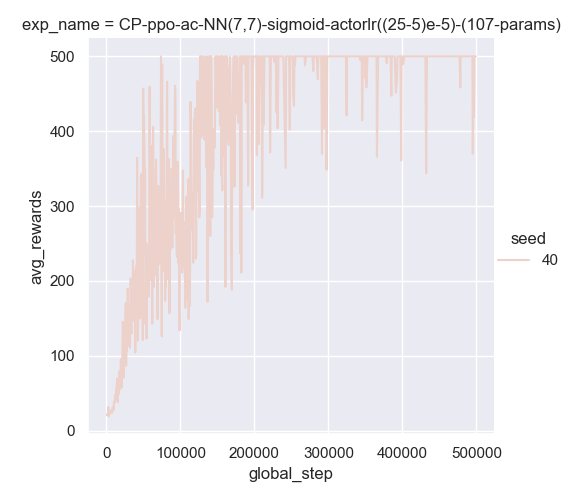 exp_name = CP-ppo-ac-NN(7,7)-sigmoid-actorlr((25-5)e-5)-(107-params)
500
400
300
200
100
0
avg_rewards
0 100000 200000 300000 400000 500000
global_step
seed
40